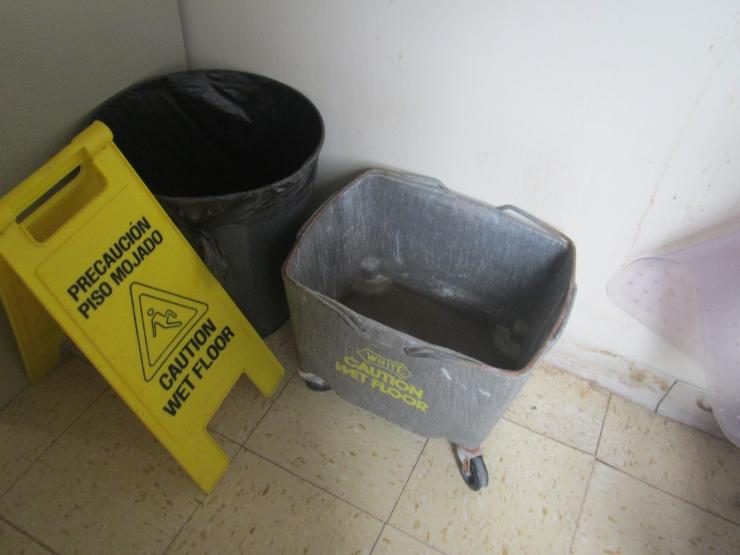 PRECAUCIÓN
PISO MOJADO
CAUTION
WET FLOOR
WHITE
CAUTION
WET FLOOR